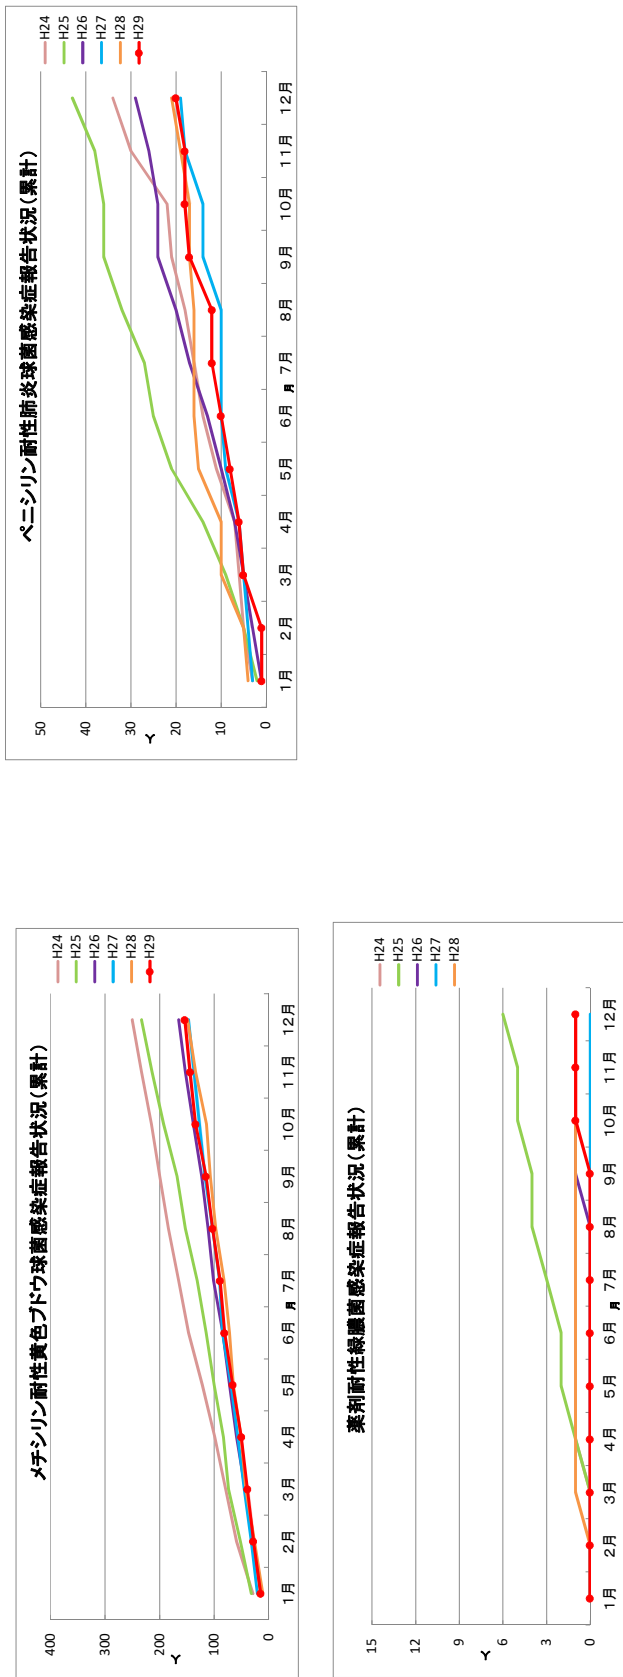 メチシリン耐性黄色ブドウ球菌感染症報告状況(累計)
400
300
200
100
0
人
1月 2月 3月 4月 5月 6月 7月 8月 9月 10月 11月 12月
月
H24
H25
H26
H27
H28
H29
ペニシリン耐性肺炎球菌感染症報告状況(累計)
50
40
30
20
10
0
人
1月 2月 3月 4月 5月 6月 7月 8月 9月 10月 11月 12月
月
H24
H25
H26
H27
H28
H29
薬剤耐性緑膿菌感染症報告状況(累計)
15
12
9
6
3
0
人
1月 2月 3月 4月 5月 6月 7月 8月 9月 10月 11月 12月
月
H24
H25
H26
H27
H28